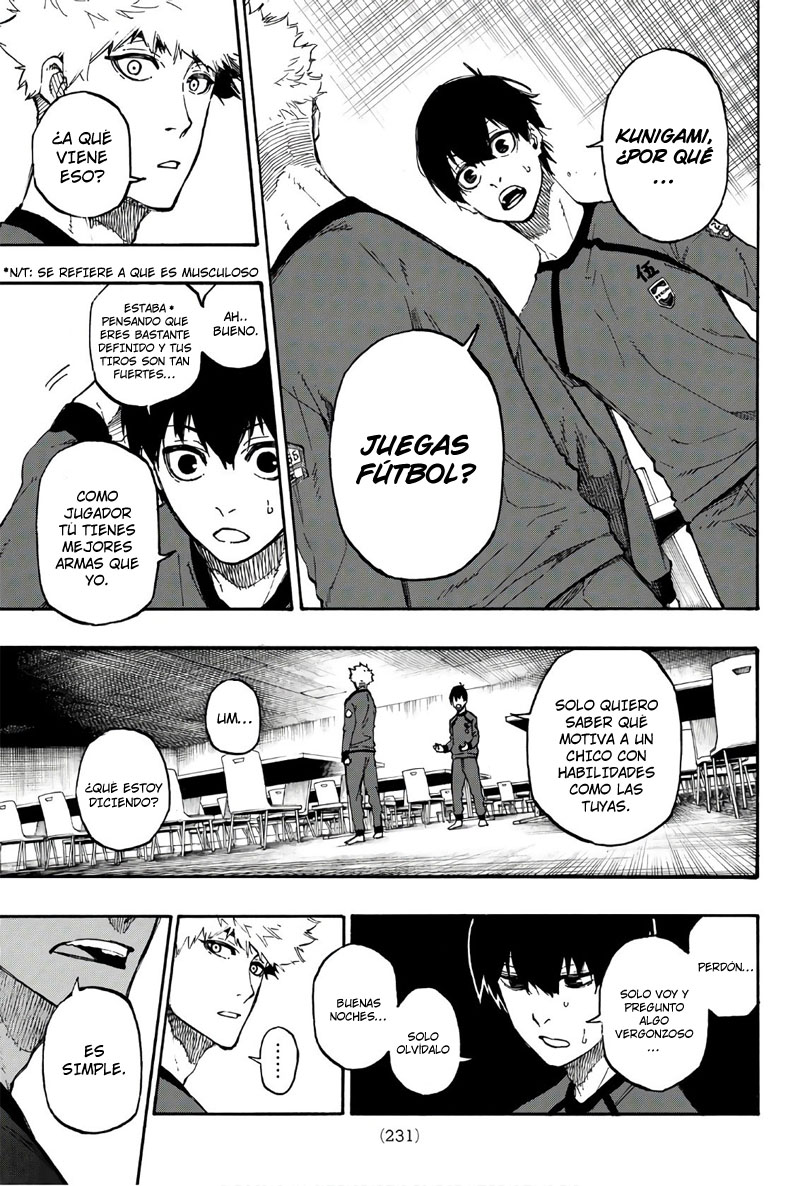 KUNIGAMI,
¿POR QUÉ
...
JUEGAS
FÚTBOL?
¿A QUÉ
VIENE
ESO?
*N/T: SE REFIERE A QUE ES MUSCULOSO
AH..
BUENO.
ESTABA*
PENSANDO QUE
ERES BASTANTE
DEFINIDO Y TUS
TIROS SON TAN
FUERTES...
COMO
JUGADOR
TÚ TIENES
MEJORES
ARMAS QUE
YO.
SOLO QUIERO
SABER QUÉ
MOTIVA A UN
CHICO CON
HABILIDADES
COMO LAS
TUYAS.
UM...
¿QUÉ ESTOY
DICIENDO?
PERDÓN...
SOLO VOY Y
PREGUNTO
ALGO
VERGONZOSO
...
SOLO
OLVÍDALO
BUENAS
NOCHES...
......
ES
SIMPLE.
(231)
伍